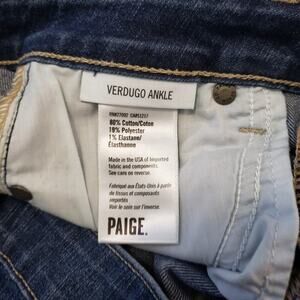 VERDUGO ANKLE
80% Cotton/Coton
19% Polyester
1% Elastane/
Élasthanne
Made in the USA of Imported
fabric and components.
See care on reverse.
Fabriqué aux États-Unis à partir
de tissus et composants
importés
Voir le soin sur l'inverse.
PAIGE.